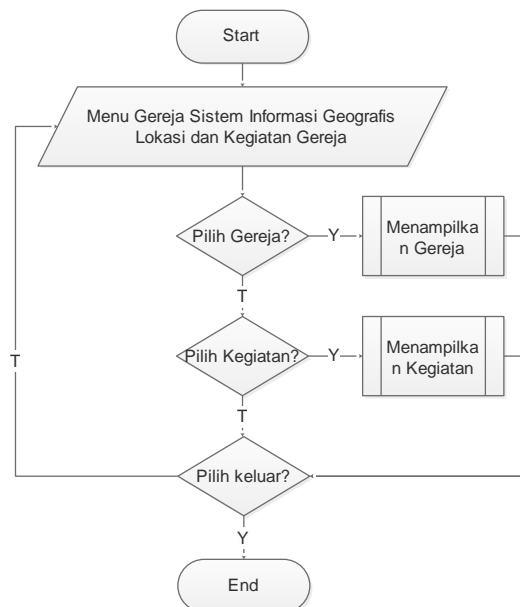 Start
Menu Gereja Sistem Informasi Geografis
Lokasi dan Kegiatan Gereja
Pilih Gereja?
Y
Menampilka
n Gereja
T
Pilih Kegiatan?
Y
Menampilka
n Kegiatan
T
T
Pilih keluar?
Y
End